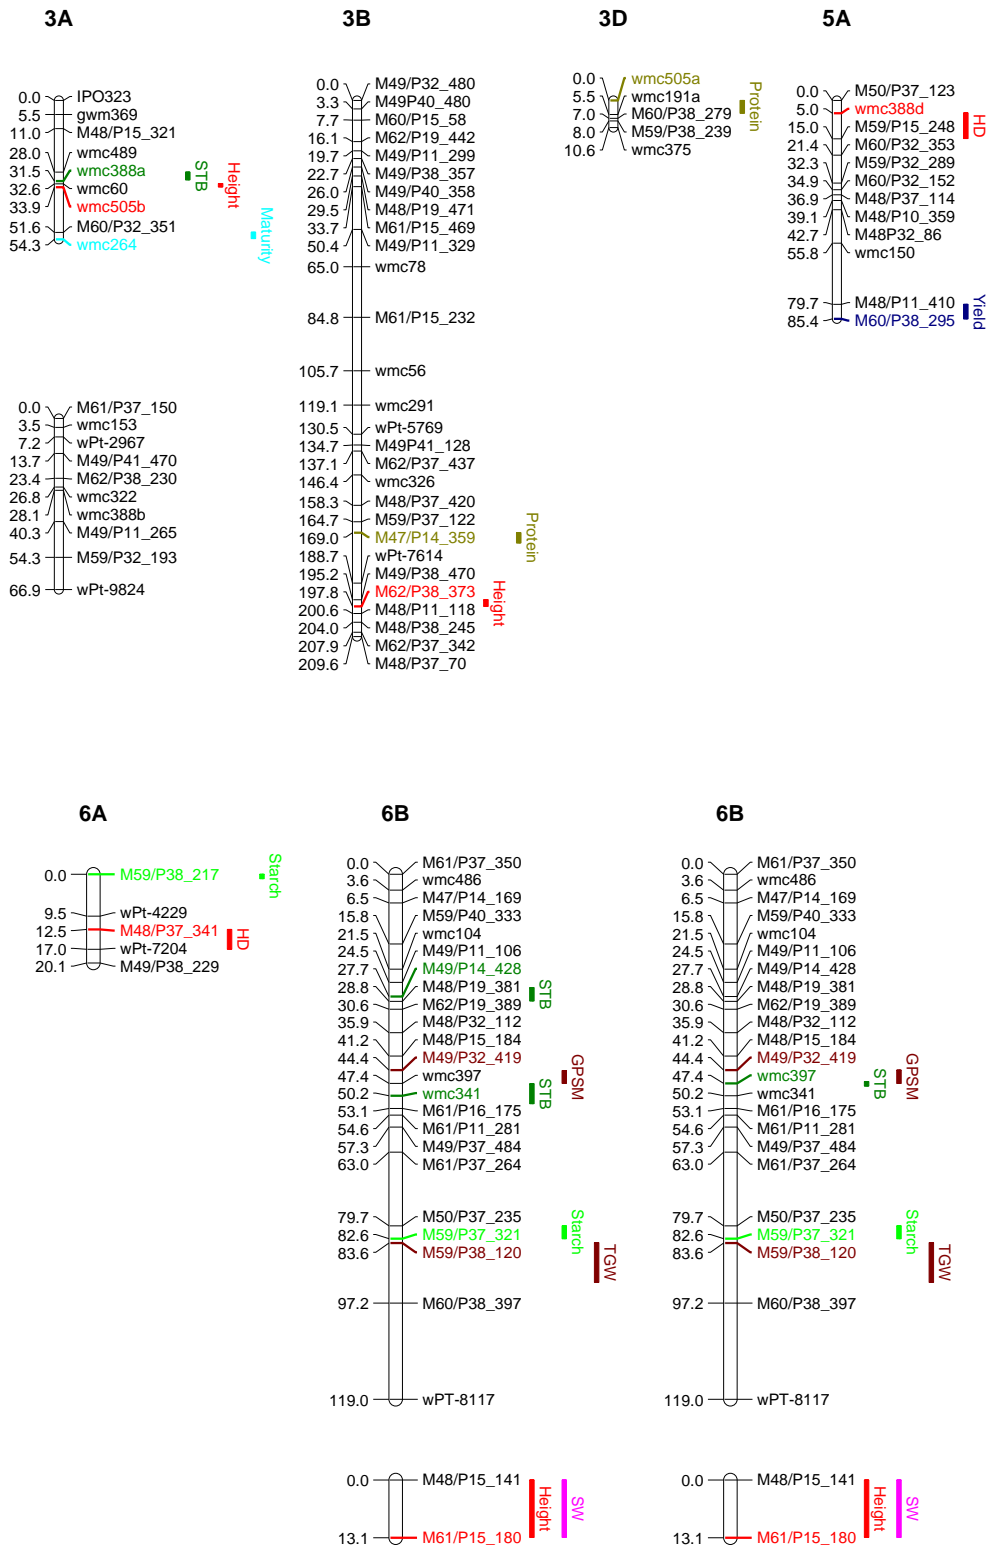 3A
0.0 IPO323
5.5 gwm369
11.0 M48/P15_321
28.0 wmc489
31.5 wmc388a
32.6 wmc60
33.9 wmc505b
51.6 M60/P32_351
54.3 wmc264
STB
Height
Maturity
0.0 M61/P37_150
3.5 wmc153
7.2 wPt-2967
13.7 M49/P41_470
23.4 M62/P38_230
26.8 wmc322
28.1 wmc388b
40.3 M49/P11_265
54.3 M59/P32_193
66.9 wPt-9824
3B
0.0 M49/P32_480
3.3 M49P40_480
7.7 M60/P15_58
16.1 M62/P19_442
19.7 M49/P11_299
22.7 M49/P38_357
26.0 M49/P40_358
29.5 M48/P19_471
33.7 M61/P15_469
50.4 M49/P11_329
65.0 wmc78
84.8 M61/P15_232
105.7 wmc56
119.1 wmc291
130.5 wPt-5769
134.7 M49P41_128
137.1 M62/P37_437
146.4 wmc326
158.3 M48/P37_420
164.7 M59/P37_122
169.0 M47/P14_359
188.7 wPt-7614
195.2 M49/P38_470
197.8 M62/P38_373
200.6 M48/P11_118
204.0 M48/P38_245
207.9 M62/P37_342
209.6 M48/P37_70
Protein
Height
3D
0.0 wmc505a
5.5 wmc191a
7.0 M60/P38_279
8.0 M59/P38_239
10.6 wmc375
Protein
5A
0.0 M50/P37_123
5.0 wmc388d
15.0 M59/P15_248
21.4 M60/P32_353
32.3 M59/P32_289
34.9 M60/P32_152
36.9 M48/P37_114
39.1 M48/P10_359
42.7 M48P32_86
55.8 wmc150
79.7 M48/P11_410
85.4 M60/P38_295
HD
Yield
6A
0.0 M59/P38_217
9.5 wPt-4229
12.5 M48/P37_341
17.0 wPt-7204
20.1 M49/P38_229
Starch
HD
6B
0.0 M61/P37_350
3.6 wmc486
6.5 M47/P14_169
15.8 M59/P40_333
21.5 wmc104
24.5 M49/P11_106
27.7 M49/P14_428
28.8 M48/P19_381
30.6 M62/P19_389
35.9 M48/P32_112
41.2 M48/P15_184
44.4 M49/P32_419
47.4 wmc397
50.2 wmc341
53.1 M61/P16_175
54.6 M61/P11_281
57.3 M49/P37_484
63.0 M61/P37_264
79.7 M50/P37_235
82.6 M59/P37_321
83.6 M59/P38_120
97.2 M60/P38_397
119.0 wPT-8117
STB
GPSM
STB
Starch
TGW
0.0 M48/P15_141
13.1 M61/P15_180
Height
SW
6B
0.0 M61/P37_350
3.6 wmc486
6.5 M47/P14_169
15.8 M59/P40_333
21.5 wmc104
24.5 M49/P11_106
27.7 M49/P14_428
28.8 M48/P19_381
30.6 M62/P19_389
35.9 M48/P32_112
41.2 M48/P15_184
44.4 M49/P32_419
47.4 wmc397
50.2 wmc341
53.1 M61/P16_175
54.6 M61/P11_281
57.3 M49/P37_484
63.0 M61/P37_264
79.7 M50/P37_235
82.6 M59/P37_321
83.6 M59/P38_120
97.2 M60/P38_397
119.0 wPT-8117
GPSM
STB
Starch
TGW
0.0 M48/P15_141
13.1 M61/P15_180
Height
SW